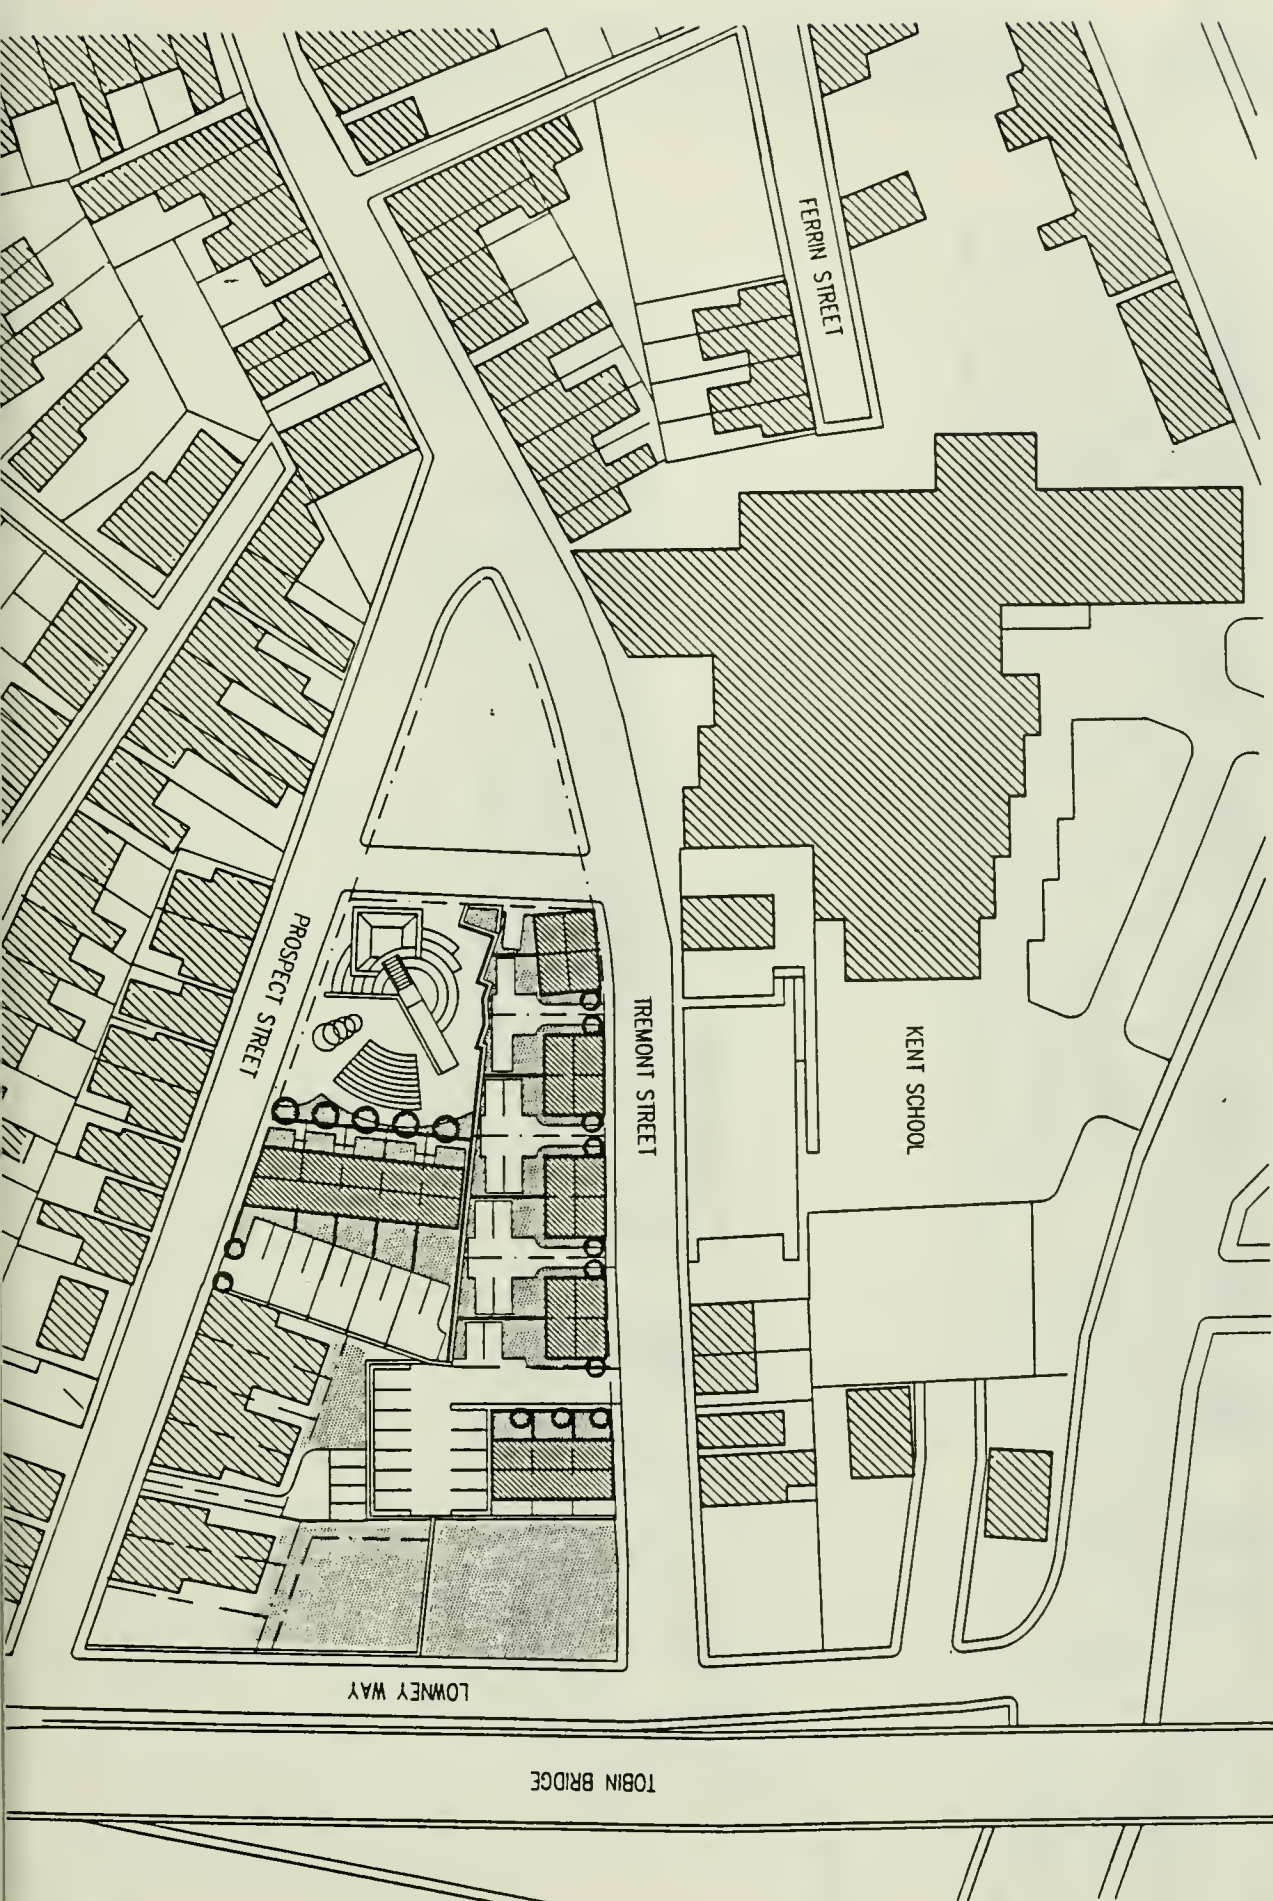 FERRIN STREET
PROSPECT STREET
TREMONT STREET
KENT SCHOOL
LOWNEY WAY
TOBIN BRIDGE